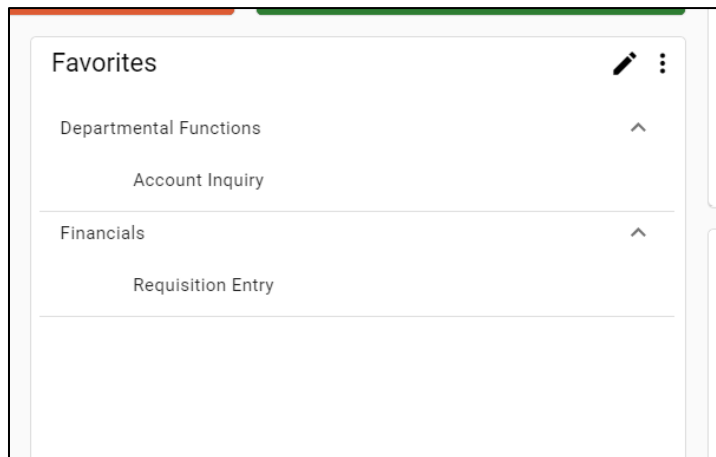 Favorites
Departmental Functions
Account Inquiry
Financials
Requisition Entry